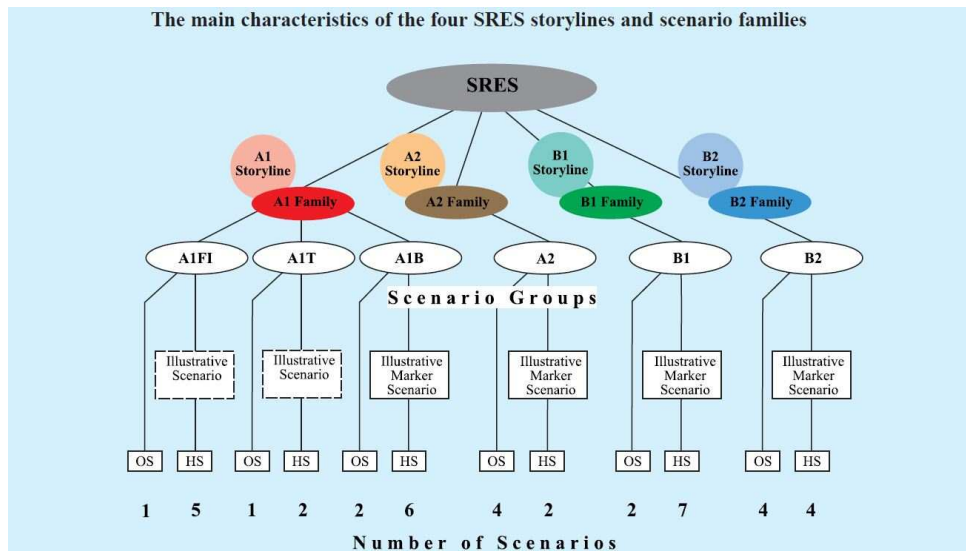 The main characteristics of the four SRES storylines and scenario families
SRES
A1
Storyline
A2
Storyline
B1
Storyline
B2
Storyline
A1 Family
A2 Family
B1 Family
B2 Family
A1FI
A1T
A1B
A2
B1
B2
Scenario Groups
Illustrative
Scenario
Illustrative
Scenario
Illustrative
Marker
Scenario
Illustrative
Marker
Scenario
Illustrative
Marker
Scenario
Illustrative
Marker
Scenario
OS HS OS HS OS HS OS HS OS HS OS HS
1 5 1 2 2 6 4 2 2 7 4 4
Number of Scenarios